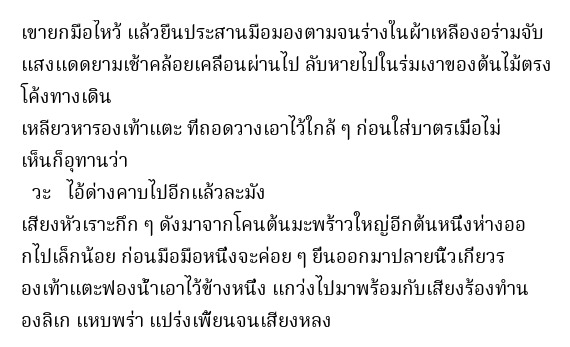 เขายกมือไหว้ แล้วยืนประสานมือมองตามจนร่างในผ้าเหลืองอร่ามจับ
แสงแดดยามเช้าคล้อยเคลื่อนผ่านไป ลับหายไปในร่มเงาของต้นไม้ตรง
โค้งทางเดิน
เหลียวหารองเท้าแตะ ที่ถอดวางเอาไว้ใกล้ ๆ ก่อนใส่บาตรเมื่อไม่
เห็นก็อุทานว่า
วะ ไอ้ด่างคาบไปอีกแล้วละมัง
เสียงหัวเราะกึก ๆ ดังมาจากโคนต้นมะพร้าวใหญ่อีกต้นหนึ่งห่างออ
กไปเล็กน้อย ก่อนมือมือหนึ่งจะค่อย ๆ ยื่นออกมาปลายนิ้วเกี่ยวร
องเท้าแตะฟองน้ำเอาไว้ข้างหนึ่ง แกว่งไปมาพร้อมกับเสียงร้องทำน
องลิเก แหบพร่า แปร่งเพี้ยนจนเสียงหลง